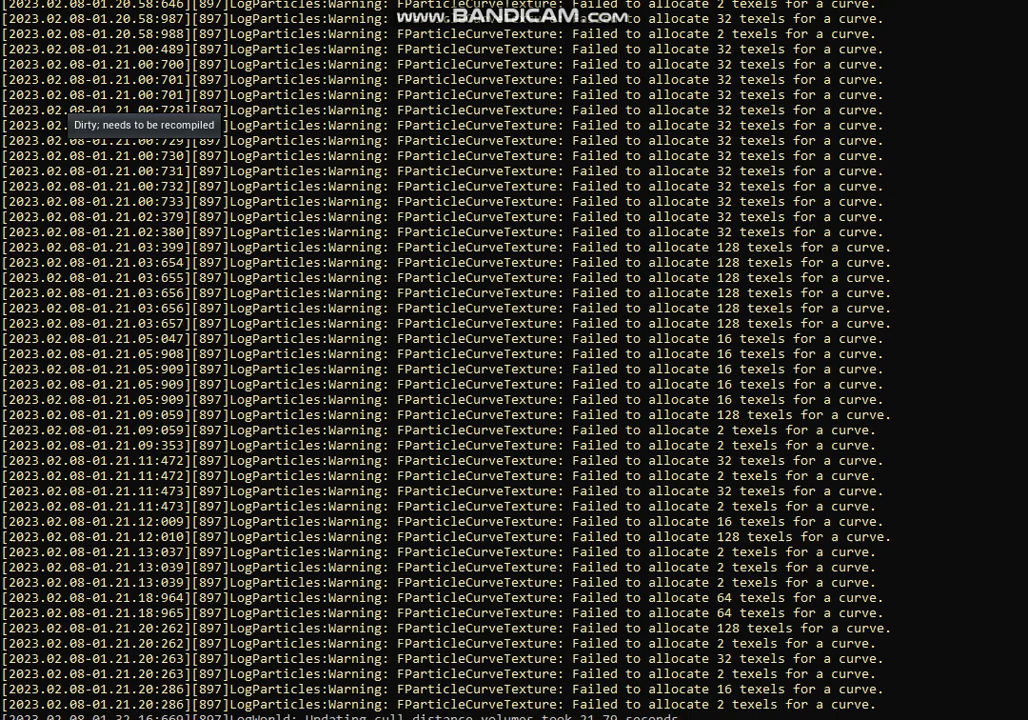 [2023.02.08-01.20.58:646][897]LogParticles:Warning: FParticleCurveTexture: Failed to allocate 2 texels for a curve.
www.BANDICAM.com
[2023.02.08-01.20.58:987][897]LogParticles:Warning: FParticleCurveTexture: Failed to allocate 32 texels for a curve.
[2023.02.08-01.20.58:988][897]LogParticles:Warning: FParticleCurveTexture: Failed to allocate 2 texels for a curve.
[2023.02.08-01.21.00:489][897]LogParticles:Warning: FParticleCurveTexture: Failed to allocate 32 texels for a curve.
[2023.02.08-01.21.00:700][897]LogParticles:Warning: FParticleCurveTexture: Failed to allocate 32 texels for a curve.
[2023.02.08-01.21.00:701][897]LogParticles:Warning: FParticleCurveTexture: Failed to allocate 32 texels for a curve.
[2023.02.08-01.21.00:701][897]LogParticles:Warning: FParticleCurveTexture: Failed to allocate 32 texels for a curve.
[2023.02.08-01.21.00:728][897]LogParticles:Warning: FParticleCurveTexture: Failed to allocate 32 texels for a curve.
[2023.02. Dirty; needs to be recompiled LogParticles:Warning: FParticleCurveTexture: Failed to allocate 32 texels for a curve.
[2023.02.08-01.21.00:729][897]LogParticles:Warning: FParticleCurveTexture: Failed to allocate 32 texels for a curve.
[2023.02.08-01.21.00:730][897]LogParticles:Warning: FParticleCurveTexture: Failed to allocate 32 texels for a curve.
[2023.02.08-01.21.00:731][897]LogParticles:Warning: FParticleCurveTexture: Failed to allocate 32 texels for a curve.
[2023.02.08-01.21.00:732][897]LogParticles:Warning: FParticleCurveTexture: Failed to allocate 32 texels for a curve.
[2023.02.08-01.21.00:733][897]LogParticles:Warning: FParticleCurveTexture: Failed to allocate 32 texels for a curve.
[2023.02.08-01.21.02:379][897]LogParticles:Warning: FParticleCurveTexture: Failed to allocate 32 texels for a curve.
[2023.02.08-01.21.02:380][897]LogParticles:Warning: FParticleCurveTexture: Failed to allocate 32 texels for a curve.
[2023.02.08-01.21.03:399][897]LogParticles:Warning: FParticleCurveTexture: Failed to allocate 128 texels for a curve.
[2023.02.08-01.21.03:654][897]LogParticles:Warning: FParticleCurveTexture: Failed to allocate 128 texels for a curve.
[2023.02.08-01.21.03:655][897]LogParticles:Warning: FParticleCurveTexture: Failed to allocate 128 texels for a curve.
[2023.02.08-01.21.03:656][897]LogParticles:Warning: FParticleCurveTexture: Failed to allocate 128 texels for a curve.
[2023.02.08-01.21.03:656][897]LogParticles:Warning: FParticleCurveTexture: Failed to allocate 128 texels for a curve.
[2023.02.08-01.21.03:657][897]LogParticles:Warning: FParticleCurveTexture: Failed to allocate 128 texels for a curve.
[2023.02.08-01.21.05:047][897]LogParticles:Warning: FParticleCurveTexture: Failed to allocate 16 texels for a curve.
[2023.02.08-01.21.05:908][897]LogParticles:Warning: FParticleCurveTexture: Failed to allocate 16 texels for a curve.
[2023.02.08-01.21.05:909][897]LogParticles:Warning: FParticleCurveTexture: Failed to allocate 16 texels for a curve.
[2023.02.08-01.21.05:909][897]LogParticles:Warning: FParticleCurveTexture: Failed to allocate 16 texels for a curve.
[2023.02.08-01.21.05:909][897]LogParticles:Warning: FParticleCurveTexture: Failed to allocate 16 texels for a curve.
[2023.02.08-01.21.09:059][897]LogParticles:Warning: FParticleCurveTexture: Failed to allocate 128 texels for a curve.
[2023.02.08-01.21.09:059][897]LogParticles:Warning: FParticleCurveTexture: Failed to allocate 2 texels for a curve.
[2023.02.08-01.21.09:353][897]LogParticles:Warning: FParticleCurveTexture: Failed to allocate 2 texels for a curve.
[2023.02.08-01.21.11:472][897]LogParticles:Warning: FParticleCurveTexture: Failed to allocate 32 texels for a curve.
[2023.02.08-01.21.11:472][897]LogParticles:Warning: FParticleCurveTexture: Failed to allocate 2 texels for a curve.
[2023.02.08-01.21.11:473][897]LogParticles:Warning: FParticleCurveTexture: Failed to allocate 32 texels for a curve.
[2023.02.08-01.21.11:473][897]LogParticles:Warning: FParticleCurveTexture: Failed to allocate 2 texels for a curve.
[2023.02.08-01.21.12:009][897]LogParticles:Warning: FParticleCurveTexture: Failed to allocate 16 texels for a curve.
[2023.02.08-01.21.12:010][897]LogParticles:Warning: FParticleCurveTexture: Failed to allocate 128 texels for a curve.
[2023.02.08-01.21.13:037][897]LogParticles:Warning: FParticleCurveTexture: Failed to allocate 2 texels for a curve.
[2023.02.08-01.21.13:039][897]LogParticles:Warning: FParticleCurveTexture: Failed to allocate 2 texels for a curve.
[2023.02.08-01.21.13:039][897]LogParticles:Warning: FParticleCurveTexture: Failed to allocate 2 texels for a curve.
[2023.02.08-01.21.18:964][897]LogParticles:Warning: FParticleCurveTexture: Failed to allocate 64 texels for a curve.
[2023.02.08-01.21.18:965][897]LogParticles:Warning: FParticleCurveTexture: Failed to allocate 64 texels for a curve.
[2023.02.08-01.21.20:262][897]LogParticles:Warning: FParticleCurveTexture: Failed to allocate 128 texels for a curve.
[2023.02.08-01.21.20:262][897]LogParticles:Warning: FParticleCurveTexture: Failed to allocate 2 texels for a curve.
[2023.02.08-01.21.20:263][897]LogParticles:Warning: FParticleCurveTexture: Failed to allocate 32 texels for a curve.
[2023.02.08-01.21.20:263][897]LogParticles:Warning: FParticleCurveTexture: Failed to allocate 2 texels for a curve.
[2023.02.08-01.21.20:286][897]LogParticles:Warning: FParticleCurveTexture: Failed to allocate 16 texels for a curve.
[2023.02.08-01.21.20:286][897]LogParticles:Warning: FParticleCurveTexture: Failed to allocate 2 texels for a curve.
[2023.02.08-01.32.16:669][897]LogWorld: Updating cull distance volumes took 21.79 seconds